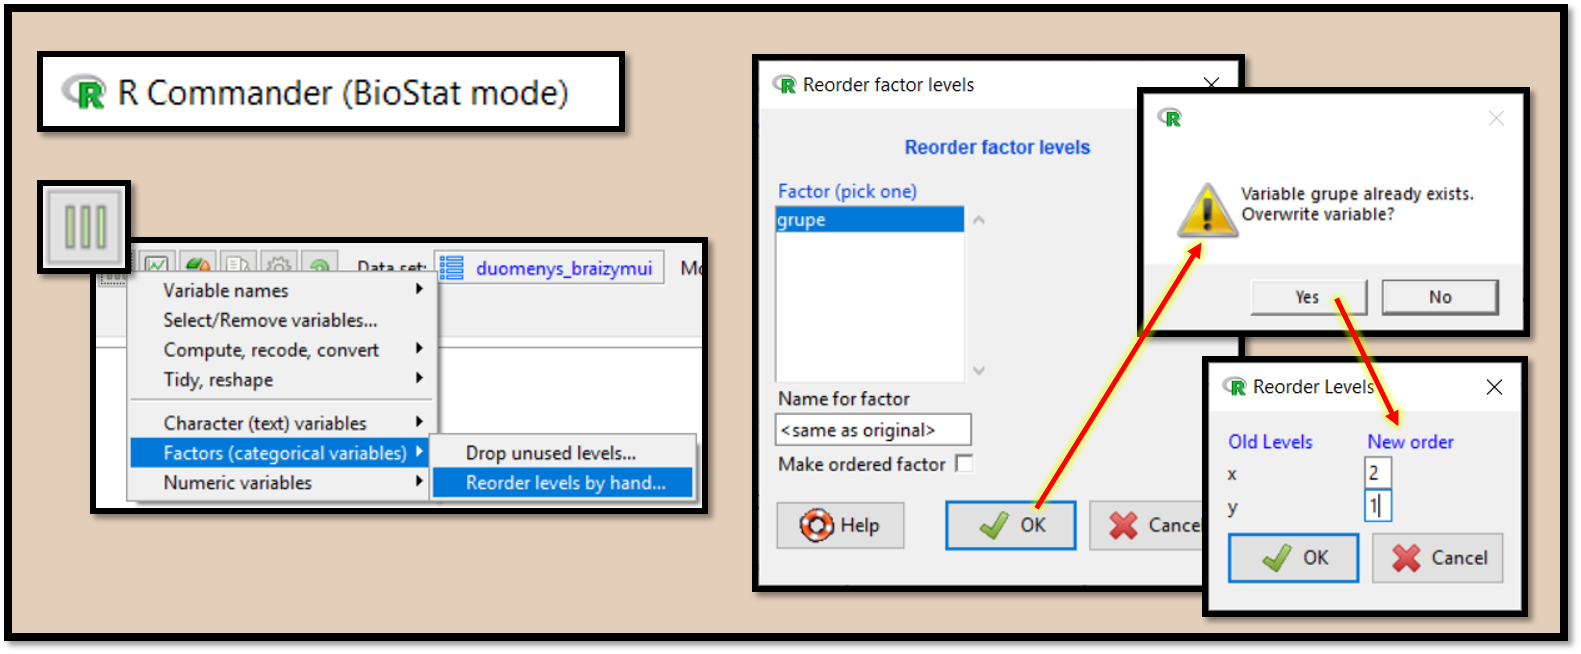 R Commander (BioStat mode)
Data set: duomenys_braizymui
Variable names
Select/Remove variables...
Compute, recode, convert
Tidy, reshape
Character (text) variables
Factors (categorical variables)
Numeric variables
Drop unused levels...
Reorder levels by hand...
Reorder factor levels
Reorder factor levels
Factor (pick one)
grupe
Name for factor
<same as original>
Make ordered factor
Help
OK
Variable grupe already exists.
Overwrite variable?
Yes
No
Reorder Levels
Old Levels New order
x 2
y 1
OK
Cancel